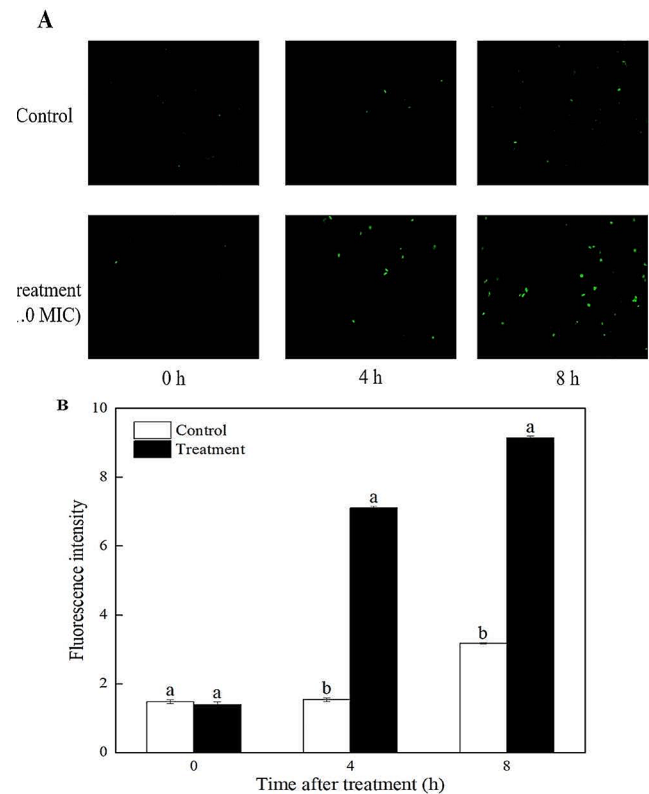 A
Control
reatment
.0 MIC)
0 h
4 h
8 h
B
10
8
6
4
2
0
Fluorescence intensity
Control
Treatment
a
a
b
a
b
a
0
4
8
Time after treatment (h)